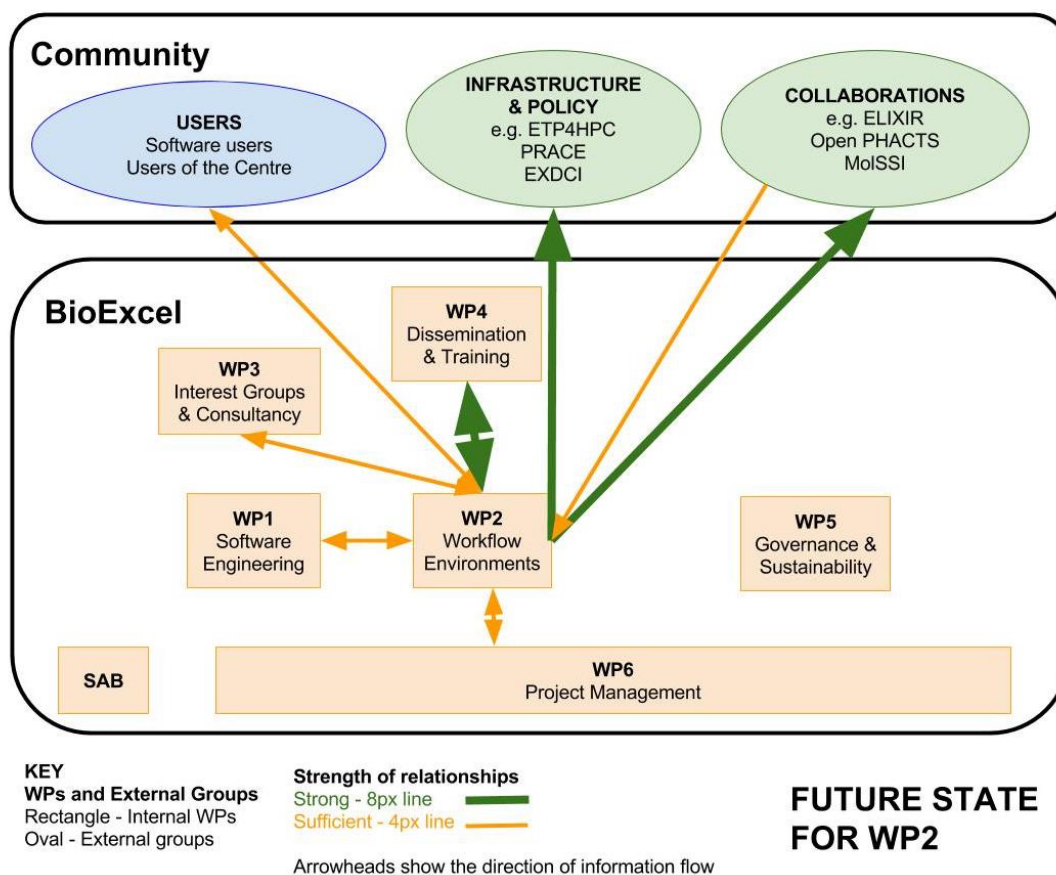 Community
USERS
Software users
Users of the Centre
INFRASTRUCTURE
& POLICY
e.g. ETP4HPC
PRACE
EXDCI
COLLABORATIONS
e.g. ELIXIR
Open PHACTS
MolSSI
BioExcel
WP4
Dissemination
& Training
WP3
Interest Groups
& Consultancy
WP1
Software
Engineering
WP2
Workflow
Environments
WP5
Governance &
Sustainability
SAB
WP6
Project Management
KEY
WPs and External Groups
Rectangle - Internal WPs
Oval - External groups
Strength of relationships
Strong - 8px line
Sufficient - 4px line
Arrowheads show the direction of information flow
FUTURE STATE
FOR WP2